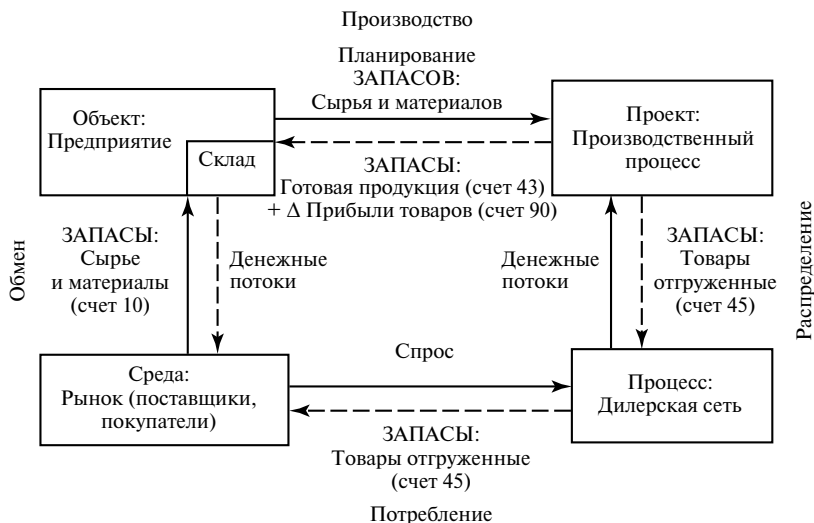 Производство
Планирование
ЗАПАСОВ:
Сырья и материалов
Объект:
Предприятие
Склад
Проект:
Производственный
процесс
ЗАПАСЫ:
Готовая продукция (счет 43)
+ Δ Прибыли товаров (счет 90)
Обмен
ЗАПАСЫ:
Сырье
и материалы
(счет 10)
Денежные
потоки
Денежные
потоки
ЗАПАСЫ:
Товары
отгруженные
(счет 45)
Распределение
Среда:
Рынок (поставщики,
покупатели)
Спрос
Процесс:
Дилерская сеть
ЗАПАСЫ:
Товары отгруженные
(счет 45)
Потребление